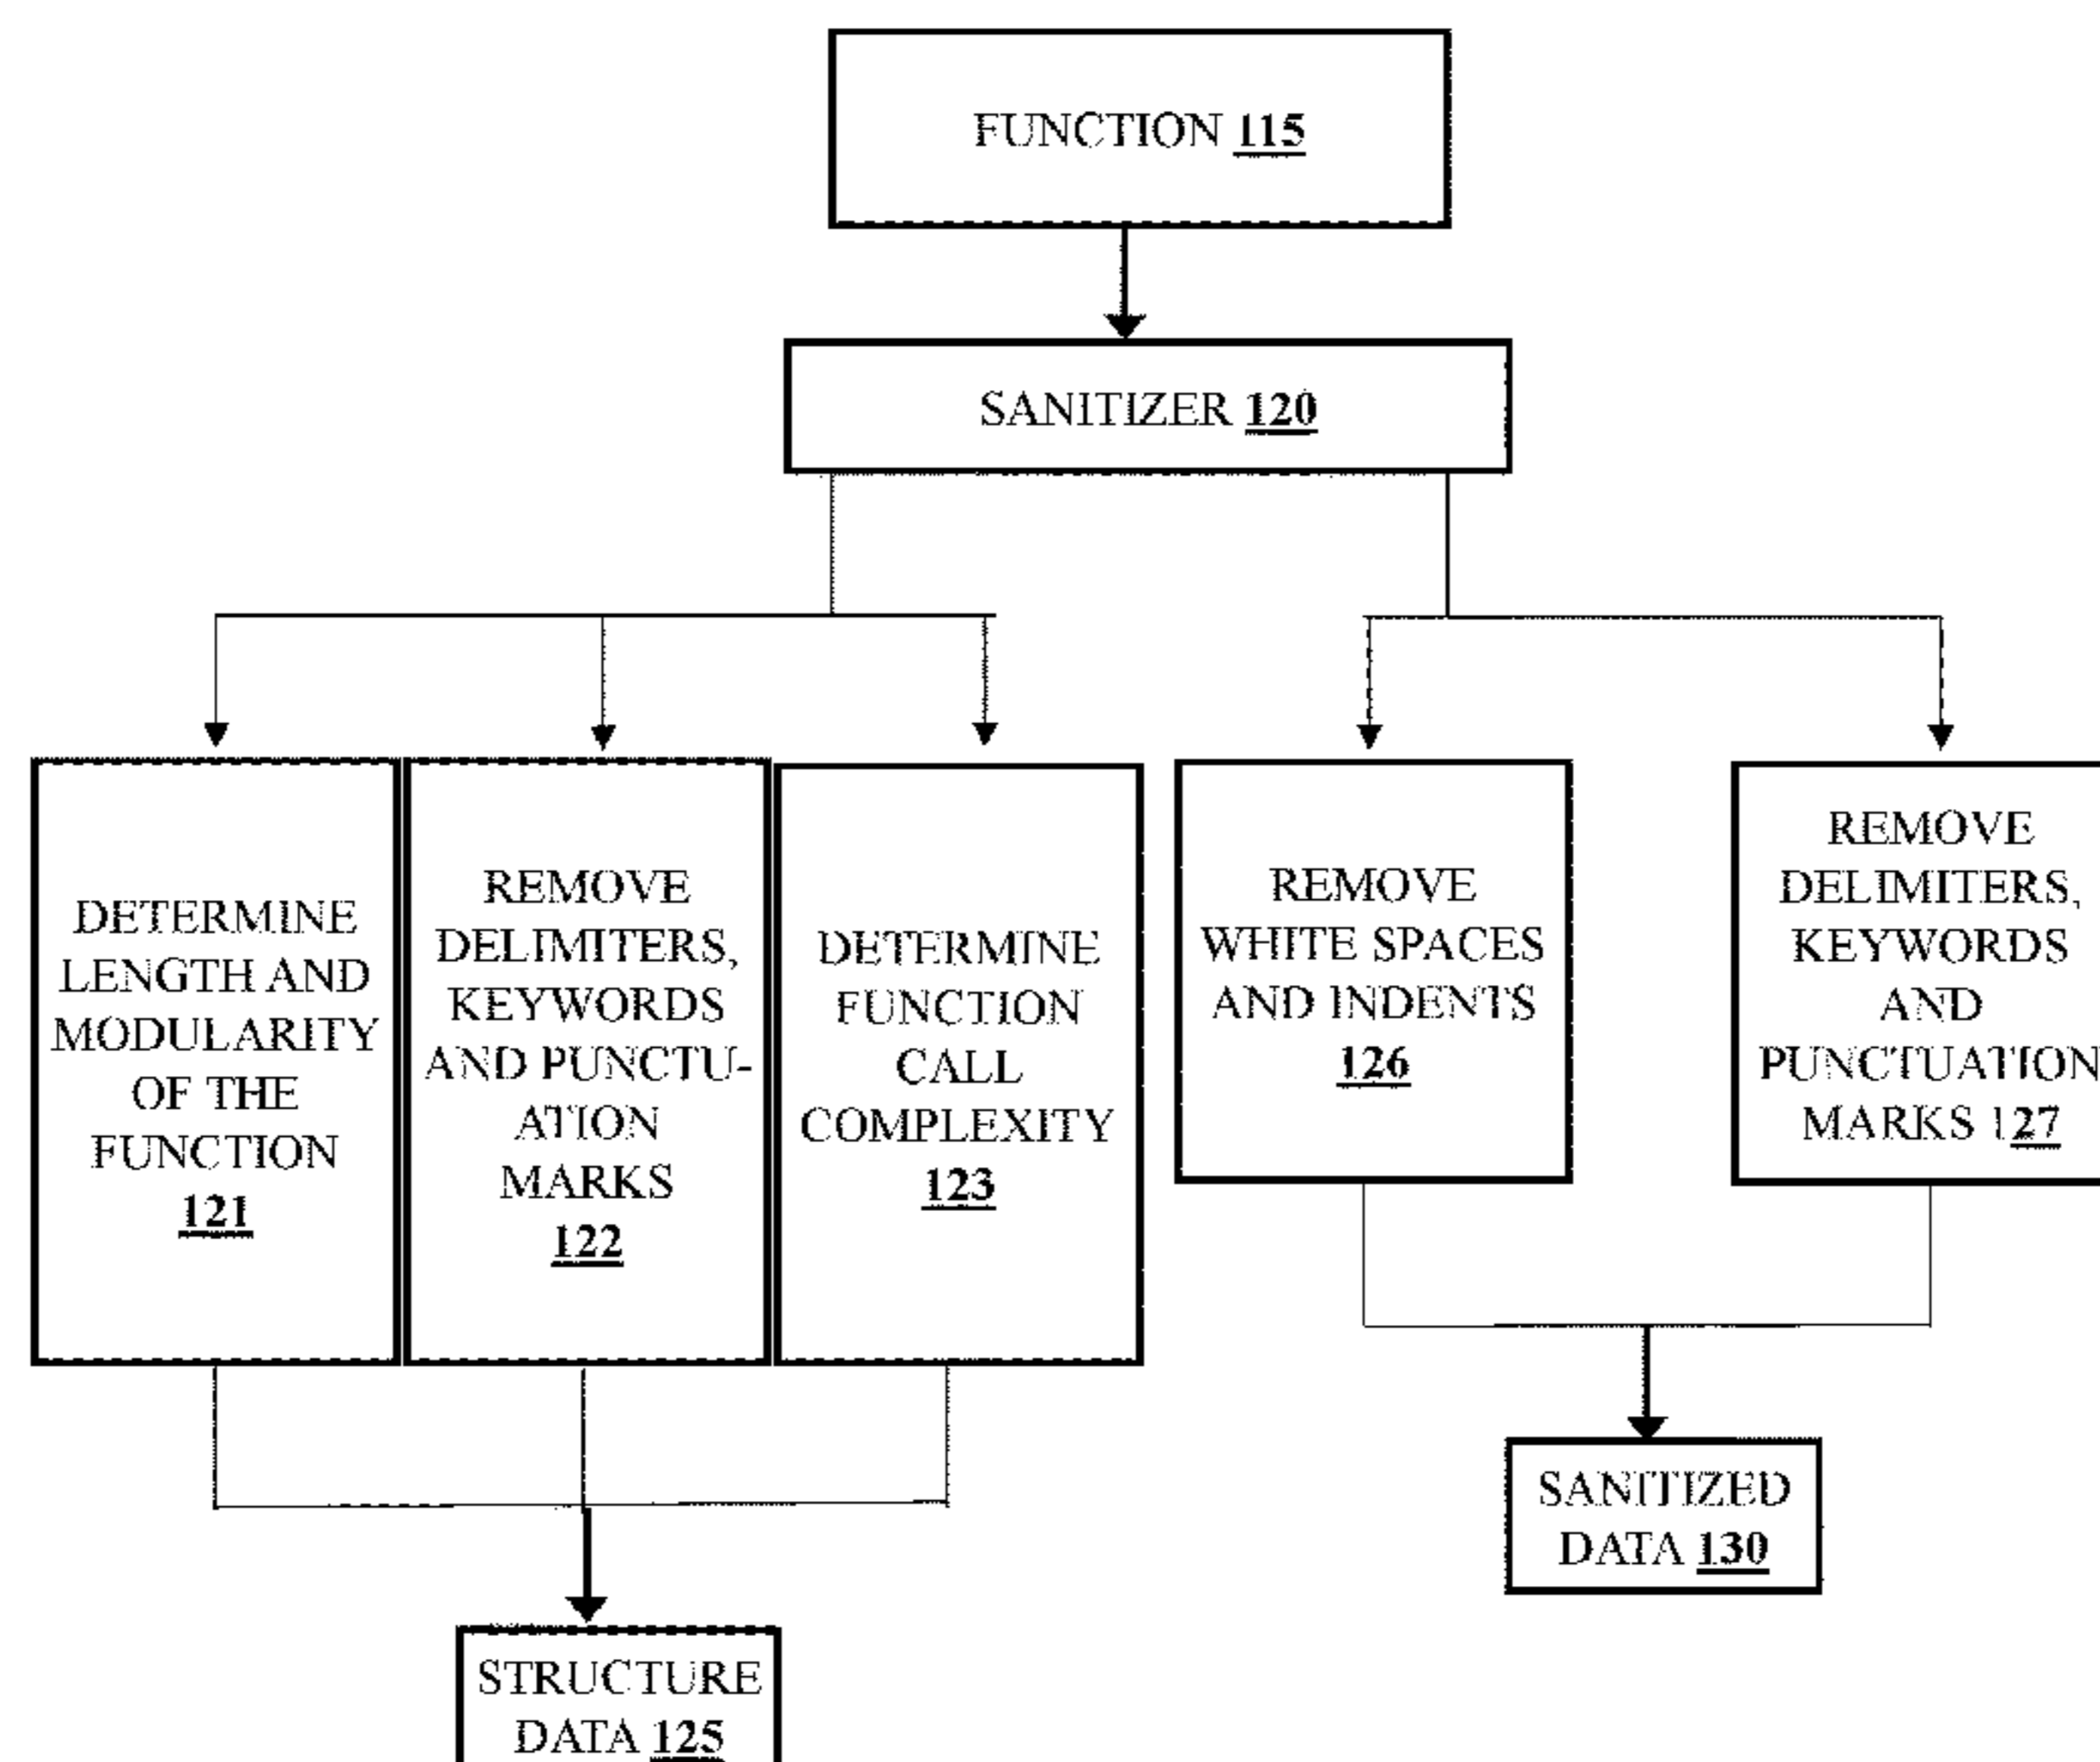 FUNCTION 115
SANITIZER 120
DETERMINE
LENGTH AND
MODULARITY
OF THE
FUNCTION
121
REMOVE
DELIMITERS,
KEYWORDS
AND PUNCTU-
ATION
MARKS
122
DETERMINE
FUNCTION
CALL
COMPLEXITY
123
REMOVE
WHITE SPACES
AND INDENTS
126
REMOVE
DELIMITERS,
KEYWORDS
AND
PUNCTUATION
MARKS 127
SANITIZED
DATA 130
STRUCTURE
DATA 125